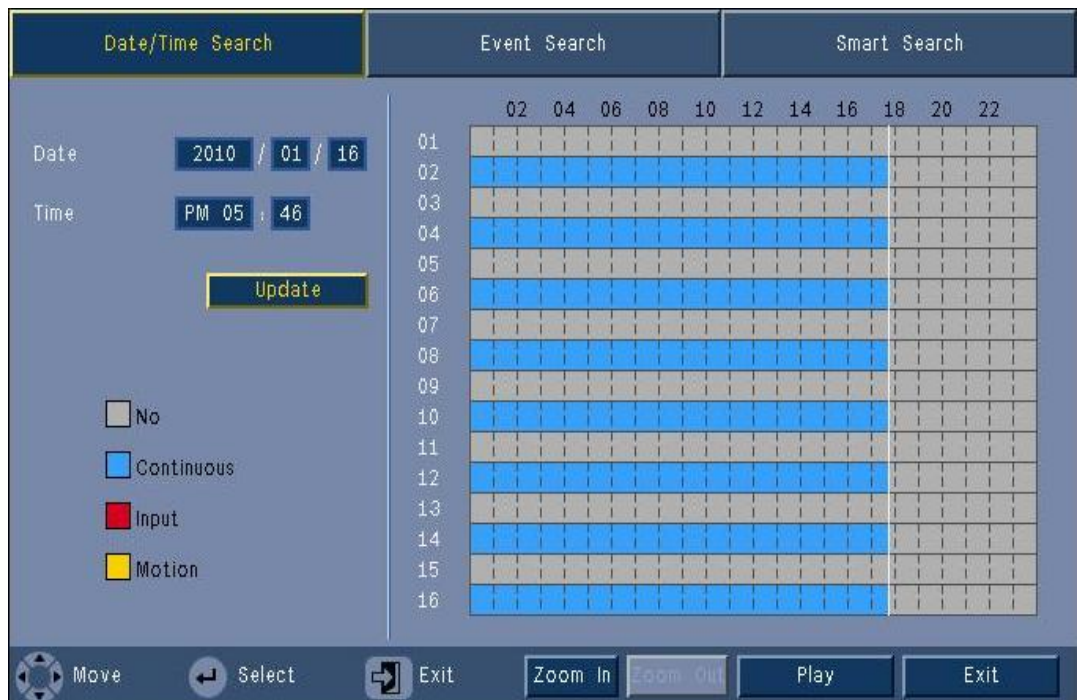 Date/Time Search Event Search Smart Search
02 04 06 08 10 12 14 16 18 20 22
Date 2010 / 01 / 16
Time PM 05 : 46
Update
01
02
03
04
05
06
07
08
09
10
11
12
13
14
15
16
No
Continuous
Input
Motion
Move Select Exit Zoom In Zoom Out Play Exit